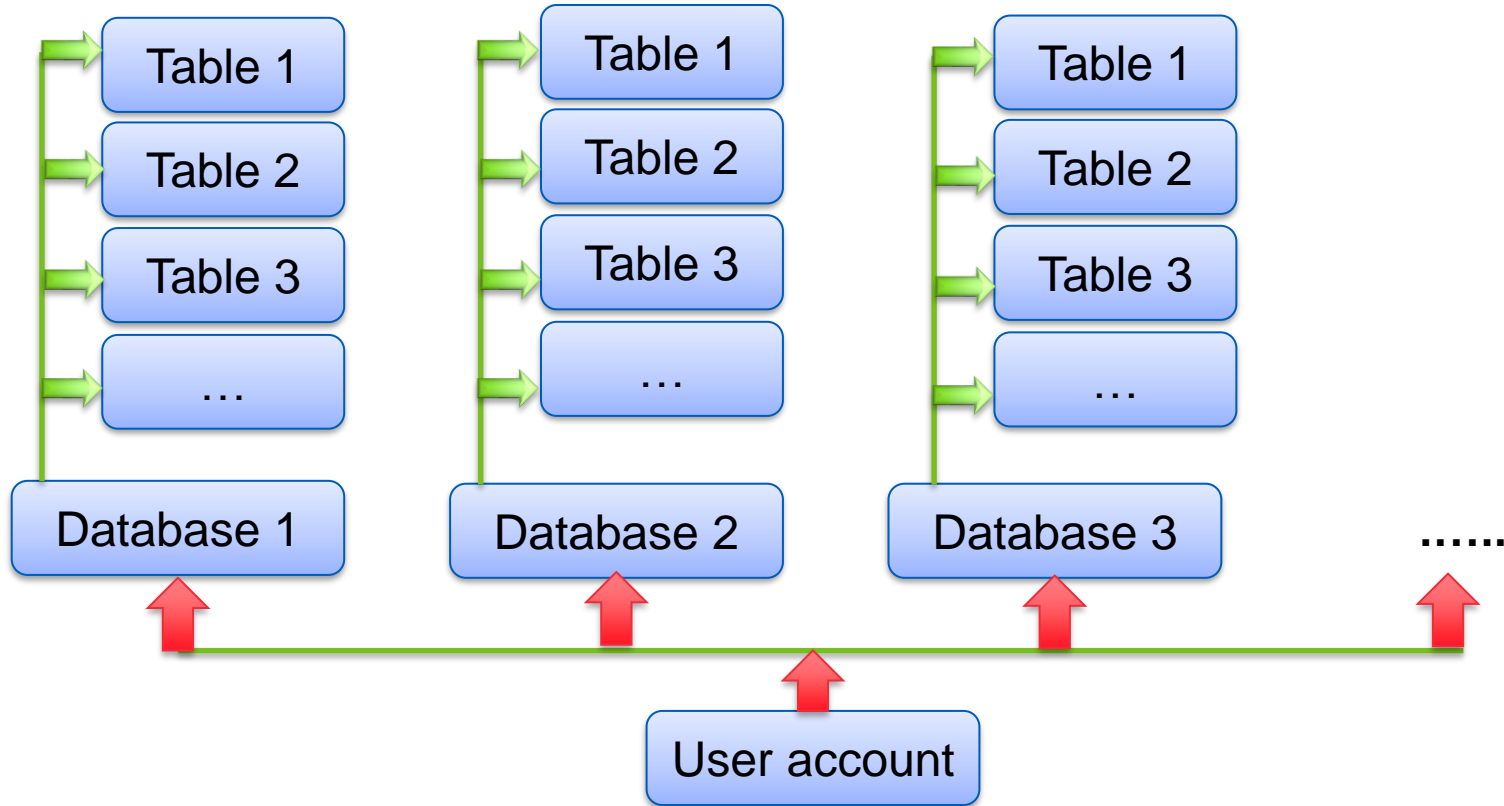 Table 1
Table 2
Table 3
…
Database 1
Table 1
Table 2
Table 3
…
Database 2
Table 1
Table 2
Table 3
…
Database 3
……
User account